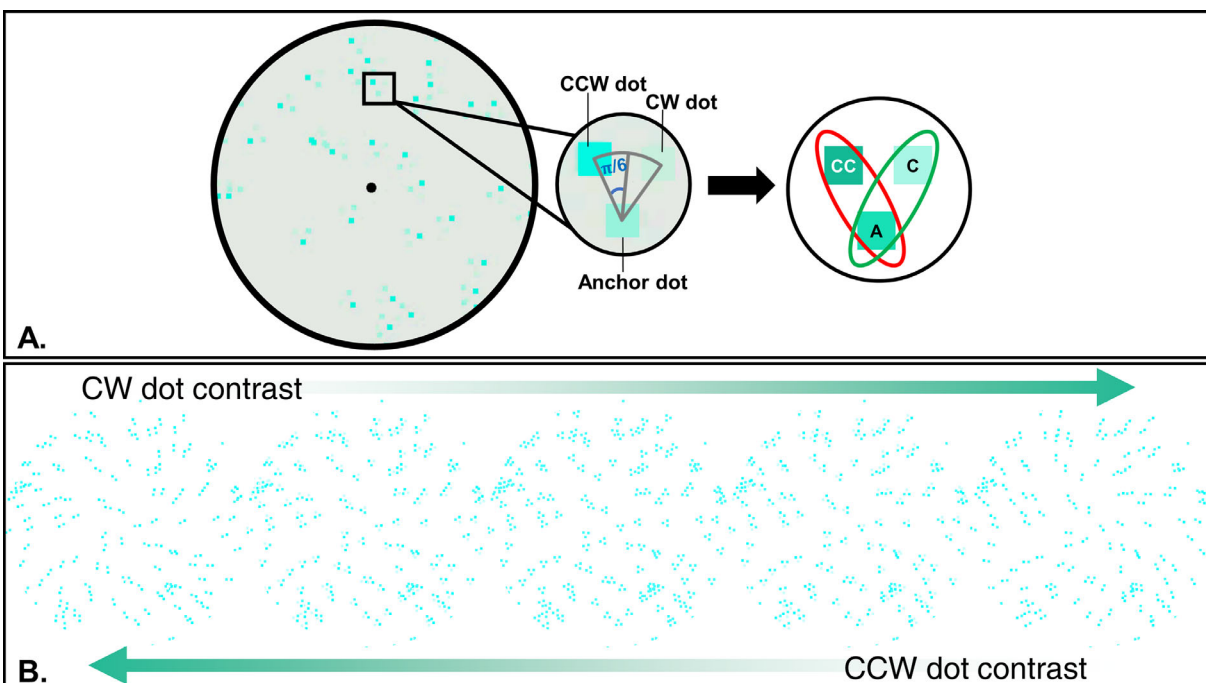 CCW dot
CW dot
π/6
Anchor dot
CC
C
A
A.
CW dot contrast
CCW dot contrast
B.